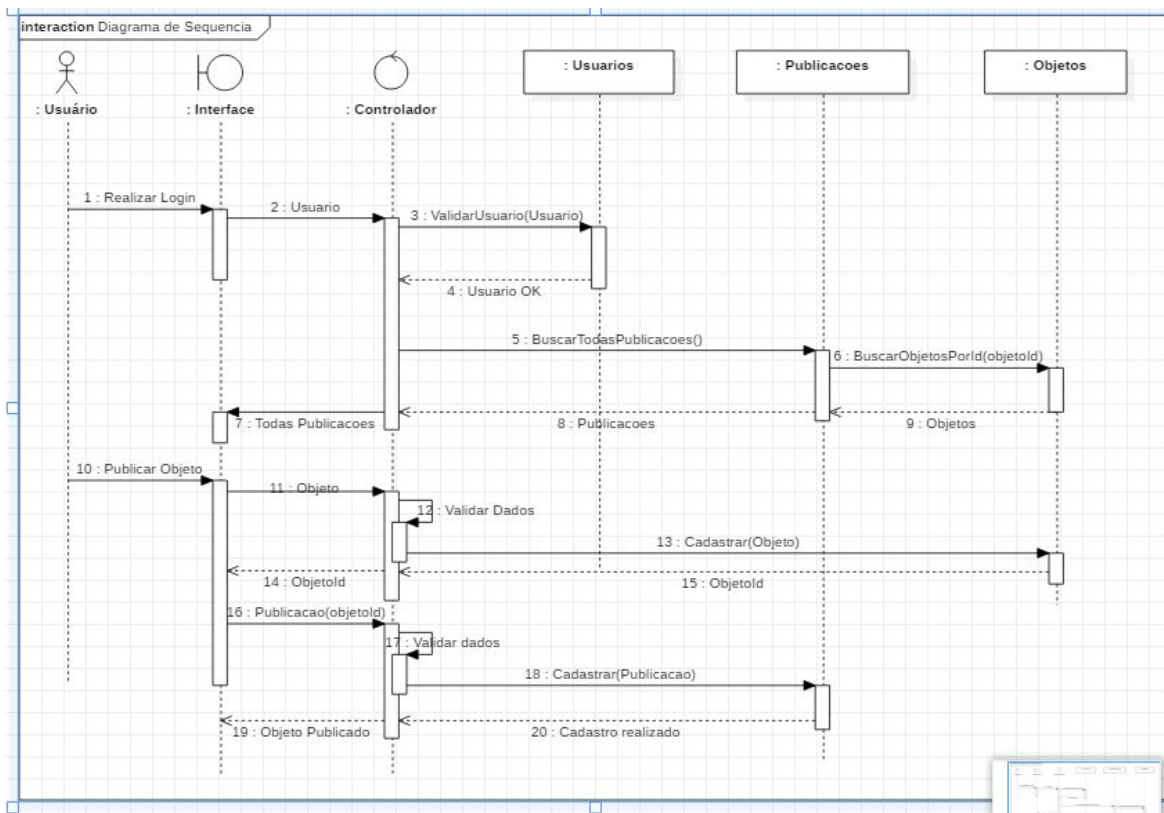 interaction Diagrama de Sequencia
: Usuário
: Interface
: Controlador
: Usuarios
: Publicacoes
: Objetos
1 : Realizar Login
2 : Usuario
3 : ValidarUsuario(Usuario)
4 : Usuario OK
5 : BuscarTodasPublicacoes()
6 : BuscarObjetosPorId(objetoId)
7 : Todas Publicacoes
8 : Publicacoes
9 : Objetos
10 : Publicar Objeto
11 : Objeto
12 : Validar Dados
13 : Cadastrar(Objeto)
14 : ObjetoId
15 : ObjetoId
16 : Publicacao(objetoId)
17 : Validar dados
18 : Cadastrar(Publicacao)
19 : Objeto Publicado
20 : Cadastro realizado